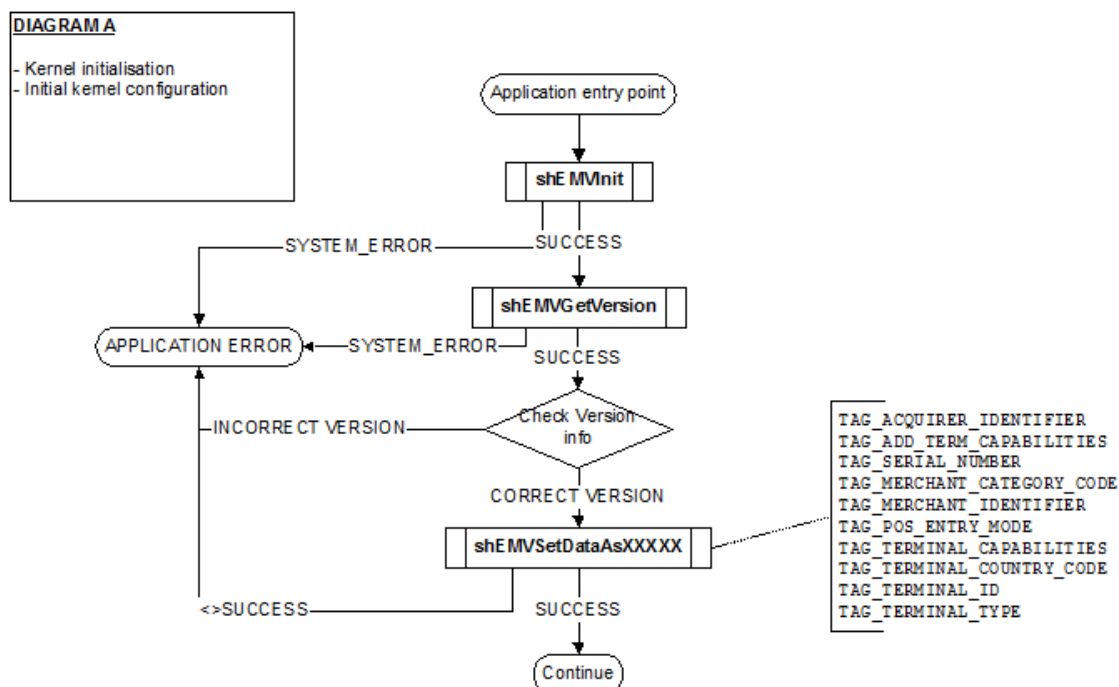 DIAGRAM A
- Kernel initialisation
- Initial kernel configuration
Application entry point
shEMVInit
SYSTEM_ERROR
SUCCESS
shEMVGetVersion
APPLICATION ERROR
SYSTEM_ERROR
SUCCESS
Check Version
info
INCORRECT VERSION
CORRECT VERSION
shEMVSetDataAsXXXXX
TAG_ACQUIRER_IDENTIFIER
TAG_ADD_TERM_CAPABILITIES
TAG_SERIAL_NUMBER
TAG_MERCHANT_CATEGORY_CODE
TAG_MERCHANT_IDENTIFIER
TAG_POS_ENTRY_MODE
TAG_TERMINAL_CAPABILITIES
TAG_TERMINAL_COUNTRY_CODE
TAG_TERMINAL_ID
TAG_TERMINAL_TYPE
<>SUCCESS
SUCCESS
Continue